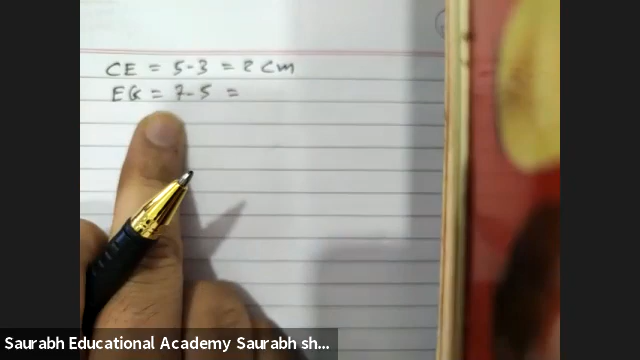 CE = 5-3 = 2 cm
EG = 7-5 =
Saurabh Educational Academy Saurabh sh...